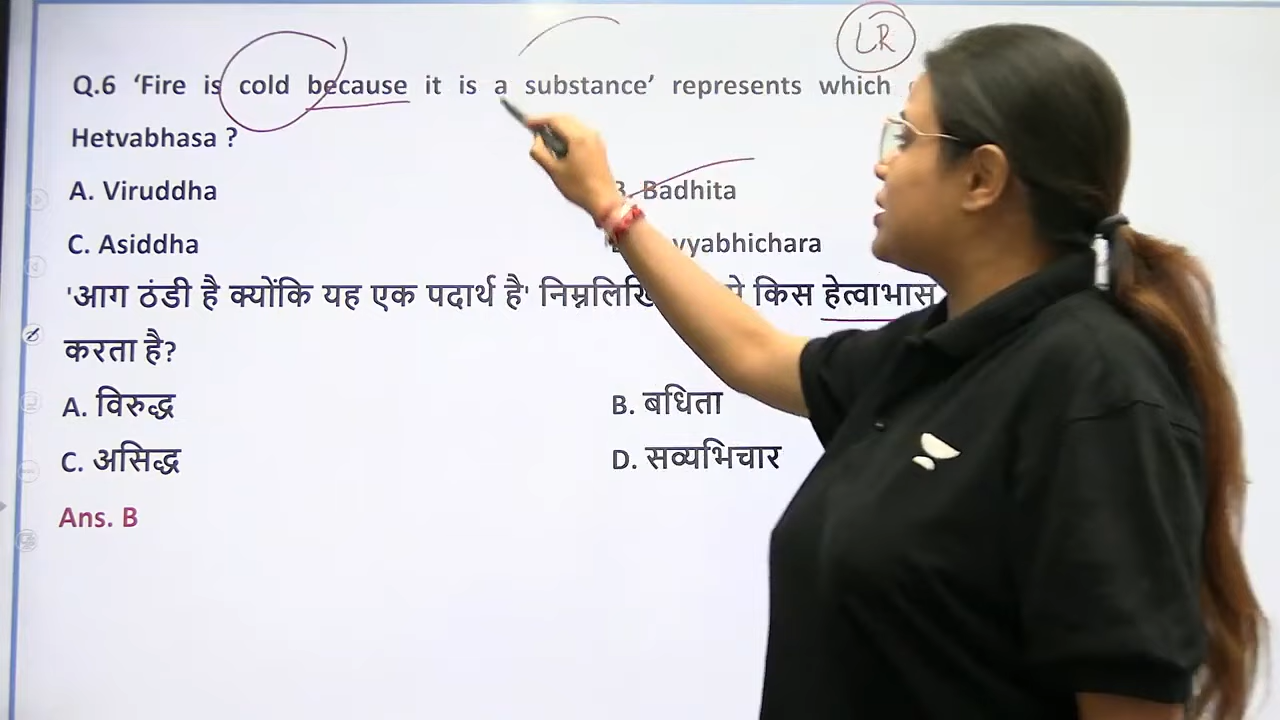 LR
Q.6 ‘Fire is cold because it is a substance’ represents which
Hetvabhasa ?
A. Viruddha B. Badhita
C. Asiddha vyabhichara
'आग ठंडी है क्योंकि यह एक पदार्थ है' किस हेत्वाभास
करता है?
A. विरुद्ध B. बधिता
C. असिद्ध D. सव्यभिचार
Ans. B